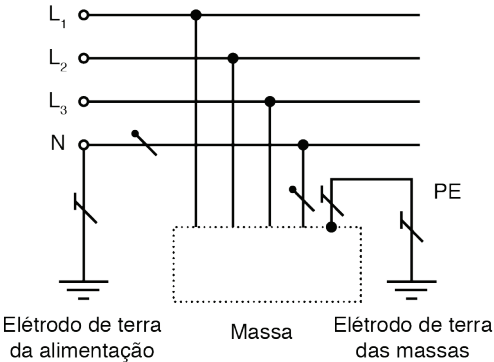 L1
L2
L3
N
PE
Elétrodo de terra
da alimentação
Massa
Elétrodo de terra
das massas